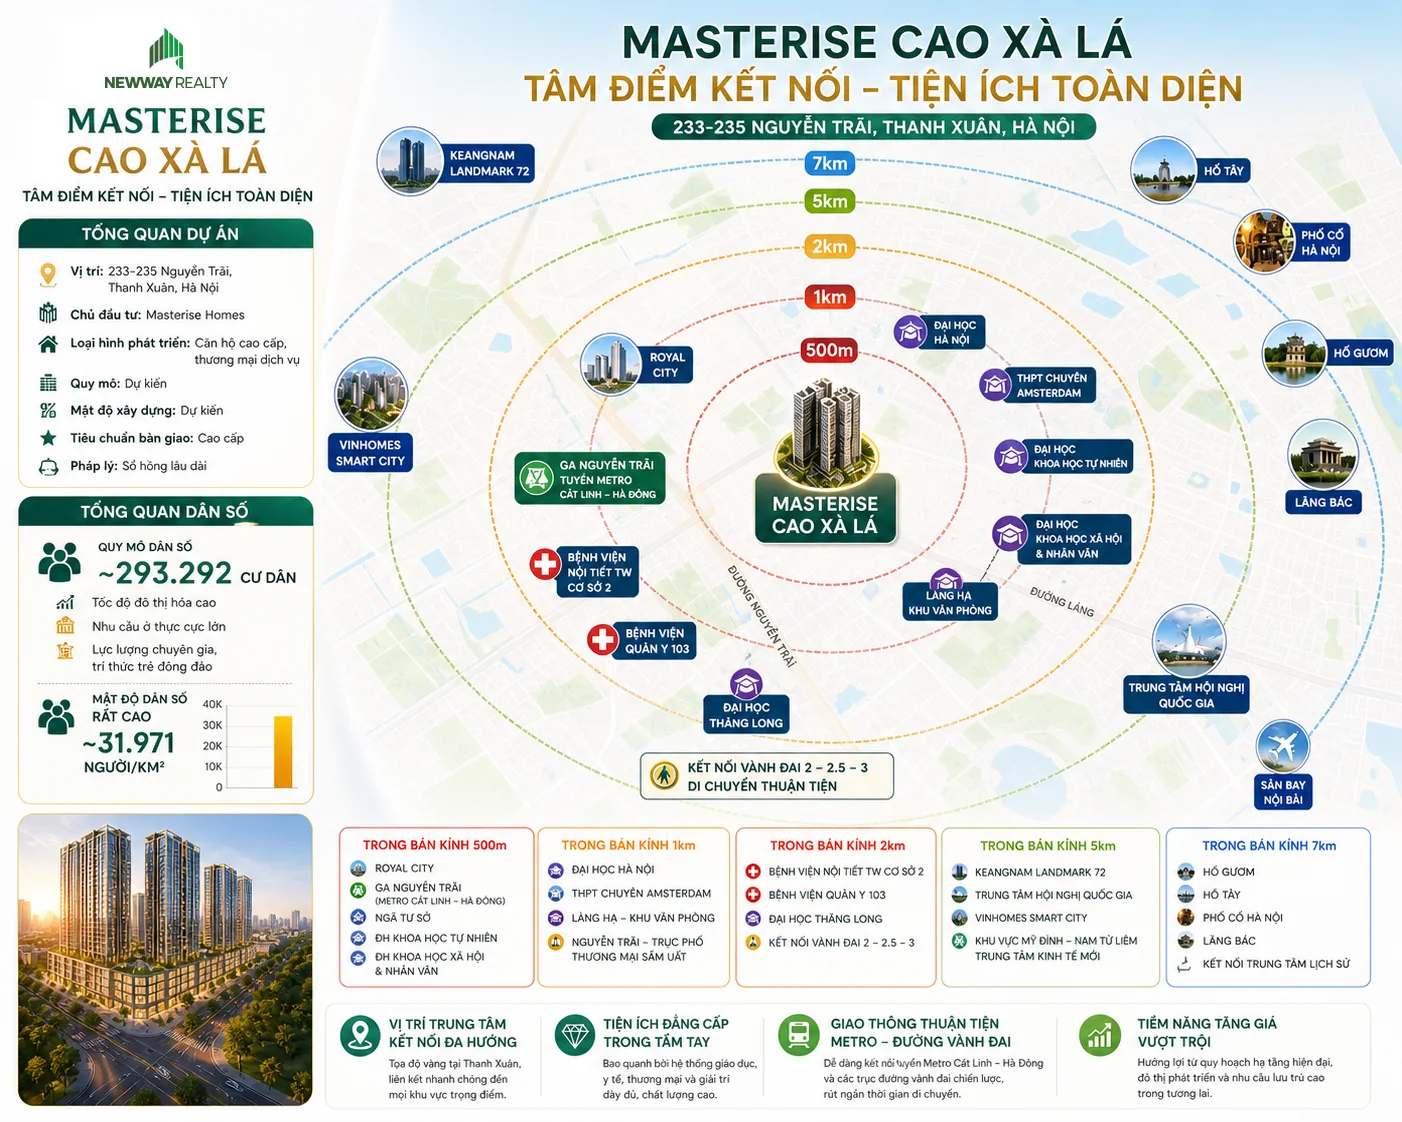 NEWWAY REALTY
MASTERISE
CAO XÀ LÁ
TÂM ĐIỂM KẾT NỐI – TIỆN ÍCH TOÀN DIỆN
TỔNG QUAN DỰ ÁN
Vị trí: 233-235 Nguyễn Trãi,
Thanh Xuân, Hà Nội
Chủ đầu tư: Masterise Homes
Loại hình phát triển: Căn hộ cao cấp,
thương mại dịch vụ
Quy mô: Dự kiến
Mật độ xây dựng: Dự kiến
Tiêu chuẩn bàn giao: Cao cấp
Pháp lý: Sổ hồng lâu dài
TỔNG QUAN DÂN SỐ
QUY MÔ DÂN SỐ
~293.292 CƯ DÂN
Tốc độ đô thị hóa cao
Nhu cầu ở thực cực lớn
Lực lượng chuyên gia,
trí thức trẻ đông đảo
MẬT ĐỘ DÂN SỐ
RẤT CAO
~31.971
NGƯỜI/KM²
40K
30K
20K
10K
0
MASTERISE CAO XÀ LÁ
TÂM ĐIỂM KẾT NỐI – TIỆN ÍCH TOÀN DIỆN
233-235 NGUYỄN TRÃI, THANH XUÂN, HÀ NỘI
7km
5km
2km
1km
500m
KEANGNAM
LANDMARK 72
HỒ TÂY
PHỐ CỔ
HÀ NỘI
ĐẠI HỌC
HÀ NỘI
HỒ GƯƠM
ROYAL
CITY
THPT CHUYÊN
AMSTERDAM
VINHOMES
SMART CITY
ĐẠI HỌC
KHOA HỌC TỰ NHIÊN
GA NGUYỄN TRÃI
TUYẾN METRO
CÁT LINH – HÀ ĐÔNG
LĂNG BÁC
MASTERISE
CAO XÀ LÁ
ĐẠI HỌC
KHOA HỌC XÃ HỘI
& NHÂN VĂN
BỆNH VIỆN
NỘI TIẾT TW
CƠ SỞ 2
LÀNG HẠ
KHU VĂN PHÒNG
ĐƯỜNG NGUYỄN TRÃI
ĐƯỜNG LÁNG
BỆNH VIỆN
QUÂN Y 103
TRUNG TÂM HỘI NGHỊ
QUỐC GIA
ĐẠI HỌC
THĂNG LONG
SÂN BAY
NỘI BÀI
KẾT NỐI VÀNH ĐAI 2 – 2.5 – 3
DI CHUYỂN THUẬN TIỆN
TRONG BÁN KÍNH 500m
ROYAL CITY
GA NGUYỄN TRÃI
(METRO CÁT LINH – HÀ ĐÔNG)
NGÃ TƯ SỞ
ĐH KHOA HỌC TỰ NHIÊN
ĐH KHOA HỌC XÃ HỘI
& NHÂN VĂN
TRONG BÁN KÍNH 1km
ĐẠI HỌC HÀ NỘI
THPT CHUYÊN AMSTERDAM
LÀNG HẠ – KHU VĂN PHÒNG
NGUYỄN TRÃI – TRỤC PHỐ
THƯƠNG MẠI SẦM UẤT
TRONG BÁN KÍNH 2km
BỆNH VIỆN NỘI TIẾT TW CƠ SỞ 2
BỆNH VIỆN QUÂN Y 103
ĐẠI HỌC THĂNG LONG
KẾT NỐI VÀNH ĐAI 2 – 2.5 – 3
TRONG BÁN KÍNH 5km
KEANGNAM LANDMARK 72
TRUNG TÂM HỘI NGHỊ QUỐC GIA
VINHOMES SMART CITY
KHU VỰC MỸ ĐÌNH – NAM TỪ LIÊM
TRUNG TÂM KINH TẾ MỚI
TRONG BÁN KÍNH 7km
HỒ GƯƠM
HỒ TÂY
PHỐ CỔ HÀ NỘI
LĂNG BÁC
KẾT NỐI TRUNG TÂM LỊCH SỬ
VỊ TRÍ TRUNG TÂM
KẾT NỐI ĐA HƯỚNG
Tọa độ vàng tại Thanh Xuân,
liên kết nhanh chóng đến
mọi khu vực trọng điểm.
TIỆN ÍCH ĐẲNG CẤP
TRONG TẦM TAY
Bao quanh bởi hệ thống giáo dục,
y tế, thương mại và giải trí
dày đủ, chất lượng cao.
GIAO THÔNG THUẬN TIỆN
METRO – ĐƯỜNG VÀNH ĐAI
Dễ dàng kết nối tuyến Metro Cát Linh – Hà Đông
và các trục đường vành đai chiến lược,
rút ngắn thời gian di chuyển.
TIỀM NĂNG TĂNG GIÁ
VƯỢT TRỘI
Hưởng lợi từ quy hoạch hạ tầng hiện đại,
đô thị phát triển và nhu cầu lưu trú cao
trong tương lai.